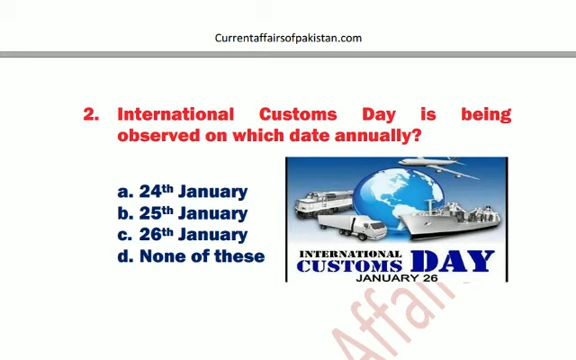 Currentaffairsofpakistan.com
2. International Customs Day is being
observed on which date annually?
a. 24th January
b. 25th January
c. 26th January
d. None of these
INTERNATIONAL
CUSTOMS DAY
JANUARY 26
Affair